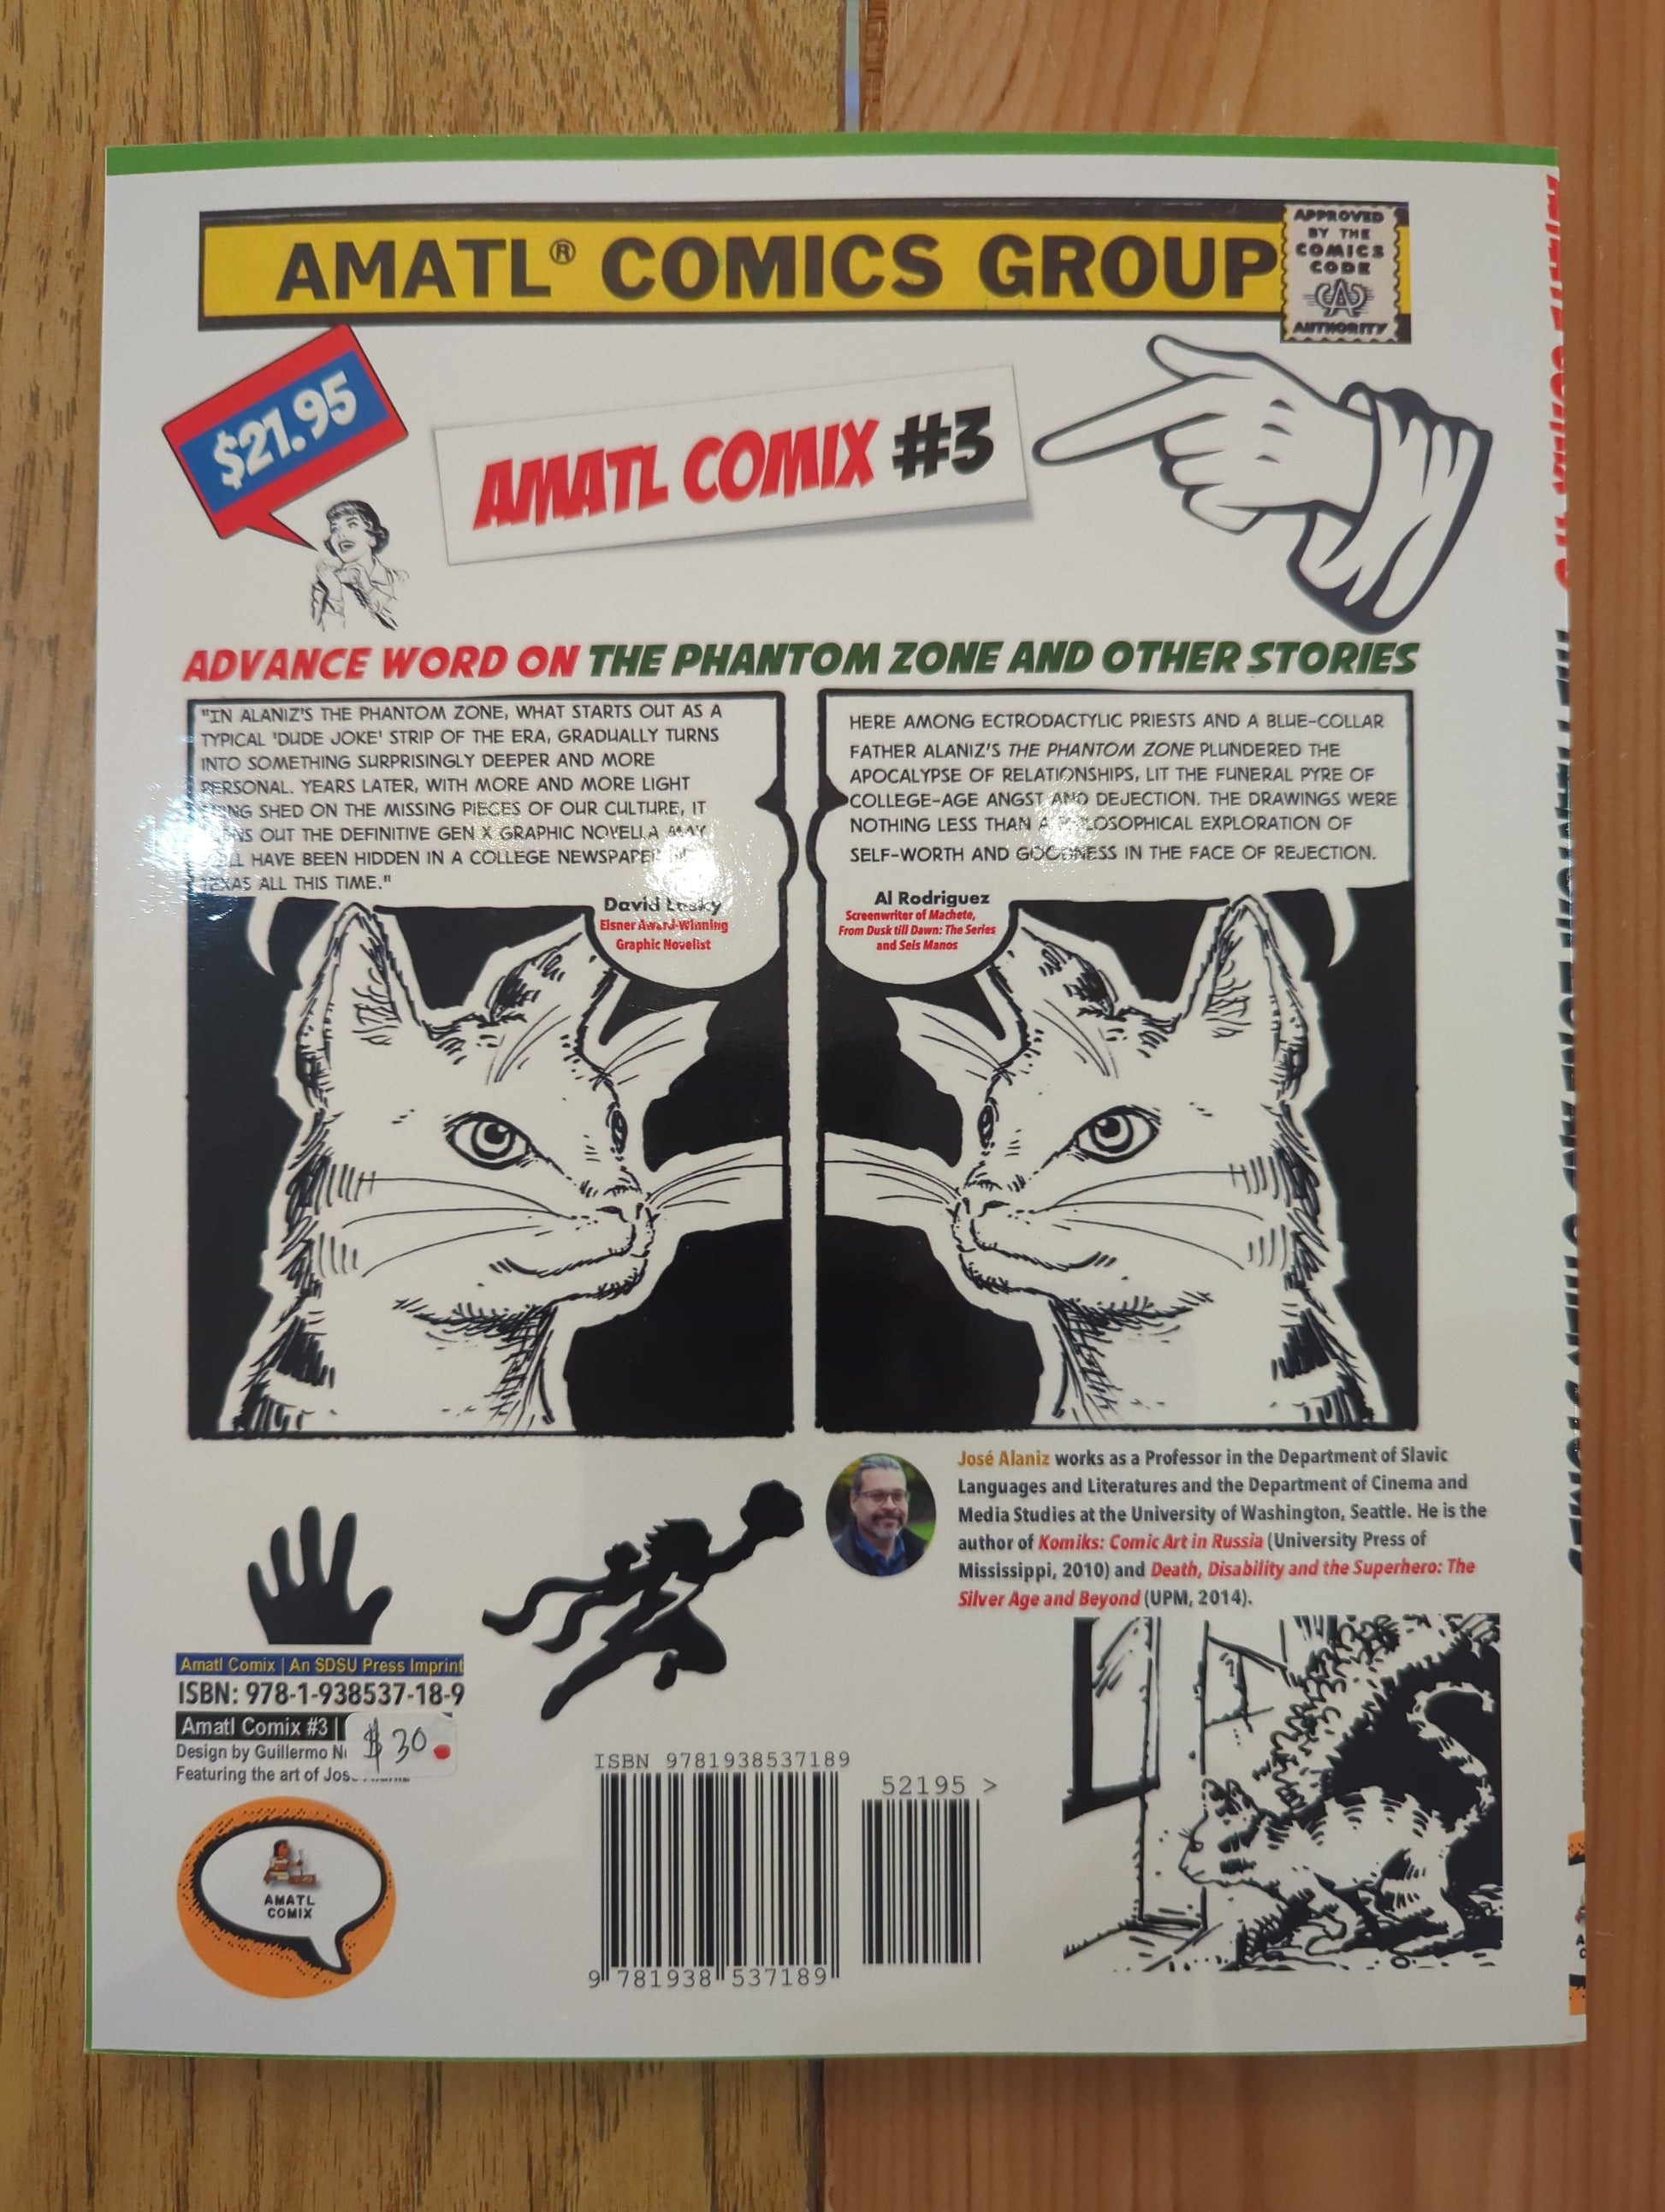 AMATL® COMICS GROUP
APPROVED
BY THE
COMICS
CODE
AUTHORITY
$21.95
AMATL COMIX #3
ADVANCE WORD ON THE PHANTOM ZONE AND OTHER STORIES
"IN ALANIZ'S THE PHANTOM ZONE, WHAT STARTS OUT AS A
TYPICAL 'DUDE JOKE' STRIP OF THE ERA, GRADUALLY TURNS
INTO SOMETHING SURPRISINGLY DEEPER AND MORE
PERSONAL. YEARS LATER, WITH MORE AND MORE LIGHT
SHED ON THE MISSING PIECES OF OUR CULTURE, IT
OUT THE DEFINITIVE GEN X GRAPHIC NOVELLA MAY
HAVE BEEN HIDDEN IN A COLLEGE NEWSPAPER
TEXAS ALL THIS TIME."
David Lasky
Eisner Award-Winning
Graphic Novelist
HERE AMONG ECTRODACTYLIC PRIESTS AND A BLUE-COLLAR
FATHER ALANIZ'S THE PHANTOM ZONE PLUNDERED THE
APOCALYPSE OF RELATIONSHIPS, LIT THE FUNERAL PYRE OF
COLLEGE-AGE ANGST AND DEJECTION. THE DRAWINGS WERE
NOTHING LESS THAN A PHILOSOPHICAL EXPLORATION OF
SELF-WORTH AND GOODNESS IN THE FACE OF REJECTION.
Al Rodriguez
Screenwriter of Machete,
From Dusk till Dawn: The Series
and Seis Manos
José Alaniz works as a Professor in the Department of Slavic
Languages and Literatures and the Department of Cinema and
Media Studies at the University of Washington, Seattle. He is the
author of Komiks: Comic Art in Russia (University Press of
Mississippi, 2010) and Death, Disability and the Superhero: The
Silver Age and Beyond (UPM, 2014).
Amatl Comix | An SDSU Press Imprint
ISBN: 978-1-938537-18-9
Amatl Comix #3 |
$30
Design by Guillermo
Featuring the art of
AMATL
COMIX
ISBN 9781938537189
52195 >
9 781938 537189